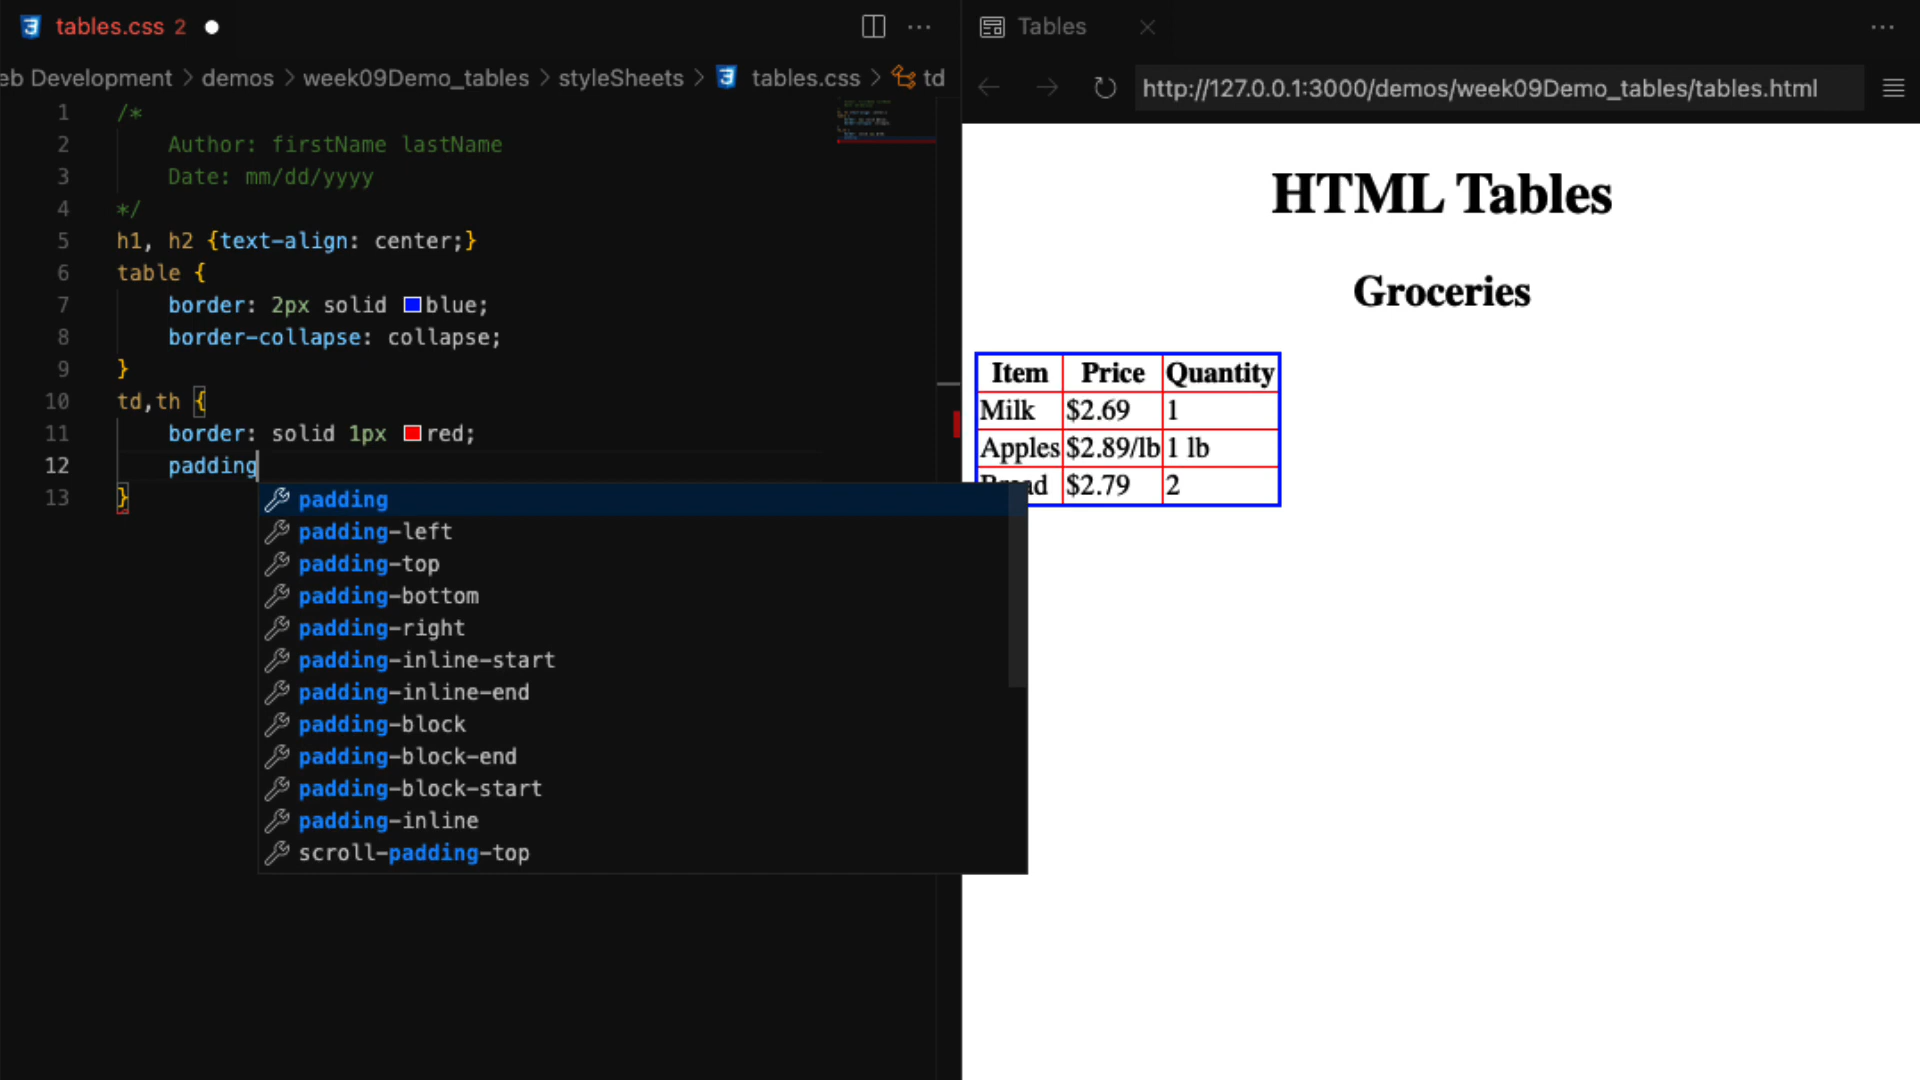 tables.css 2
eb Development > demos > week09Demo_tables > styleSheets > tables.css > td
1 /*
2 Author: firstName lastName
3 Date: mm/dd/yyyy
4 */
5 h1, h2 {text-align: center;}
6 table {
7 border: 2px solid blue;
8 border-collapse: collapse;
9 }
10 td,th {
11 border: solid 1px red;
12 padding
13 }
padding
padding-left
padding-top
padding-bottom
padding-right
padding-inline-start
padding-inline-end
padding-block
padding-block-end
padding-block-start
padding-inline
scroll-padding-top
Tables
http://127.0.0.1:3000/demos/week09Demo_tables/tables.html
HTML Tables
Groceries
Item Price Quantity
Milk $2.69 1
Apples $2.89/lb 1 lb
Bread $2.79 2